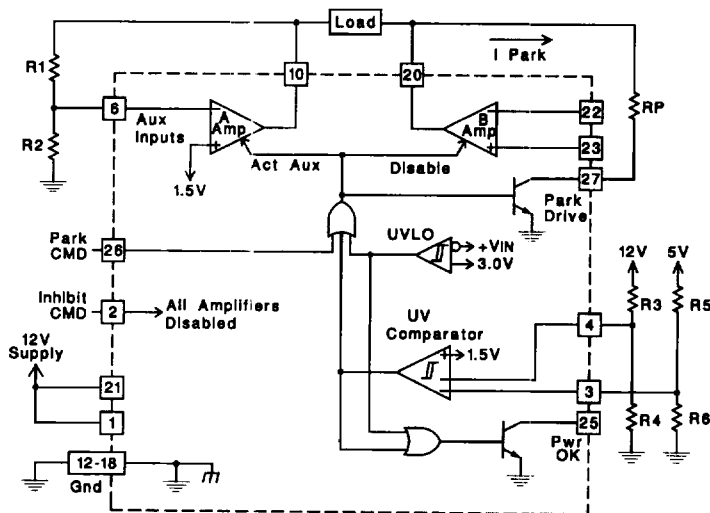 Load
I Park
R1
10
20
6
Aux
Inputs
A
Amp
B
Amp
22
23
RP
R2
1.5V
Act Aux
Disable
27
Park
Drive
Park
CMD
26
UVLO
+VIN
3.0V
12V
5V
Inhibit
CMD
2
All Amplifiers
Disabled
R3
R5
12V
Supply
UV
Comparator
+
1.5V
4
21
3
1
25
R4
R6
Pwr
OK
12-18
Gnd